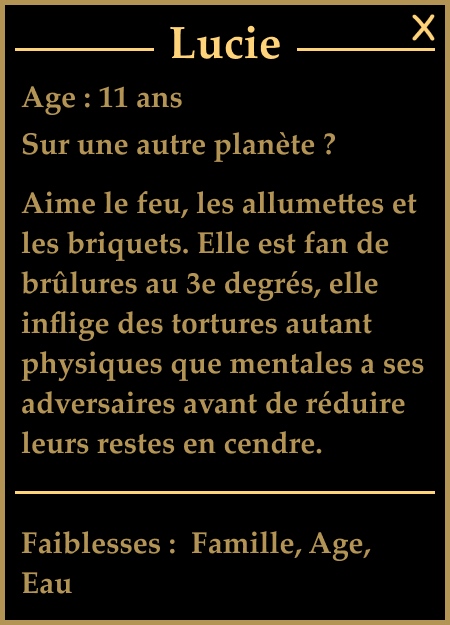 Lucie
X
Age : 11 ans
Sur une autre planète ?
Aime le feu, les allumettes et
les briquets. Elle est fan de
brûlures au 3e degrés, elle
inflige des tortures autant
physiques que mentales a ses
adversaires avant de réduire
leurs restes en cendre.
Faiblesses : Famille, Age,
Eau